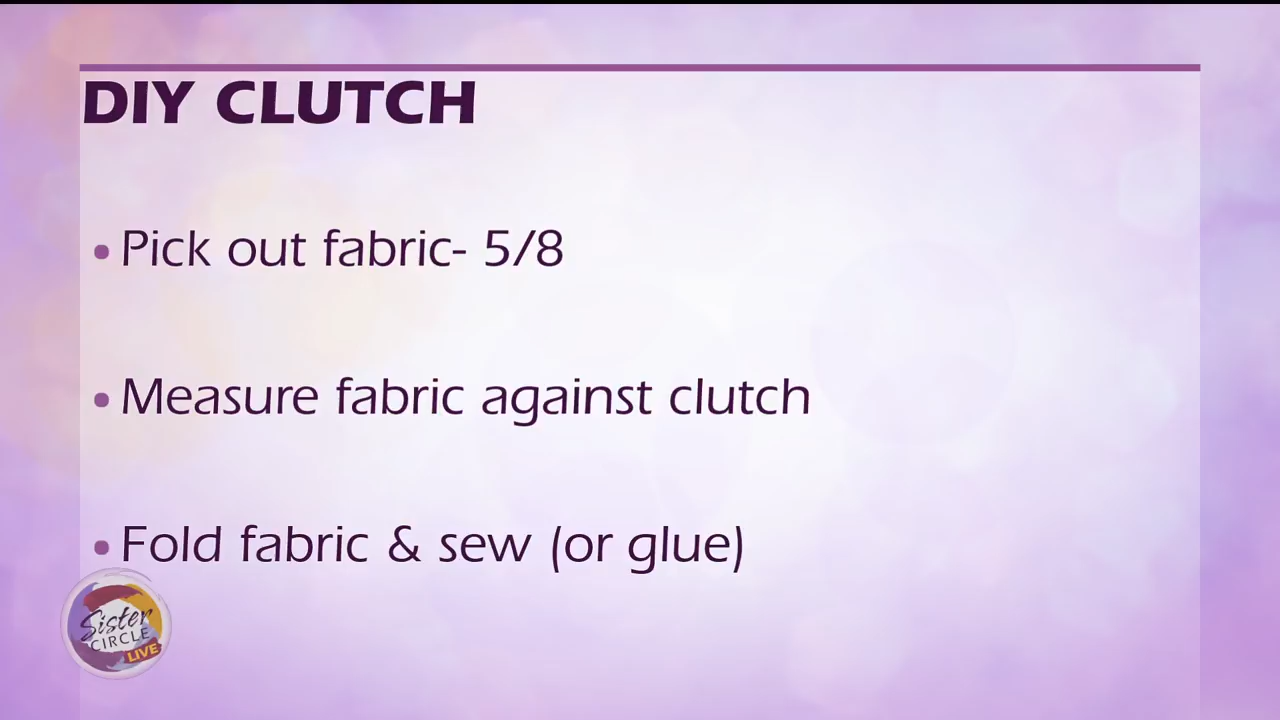 DIY CLUTCH
• Pick out fabric- 5/8
• Measure fabric against clutch
• Fold fabric & sew (or glue)
Sister
CIRCLE
LIVE